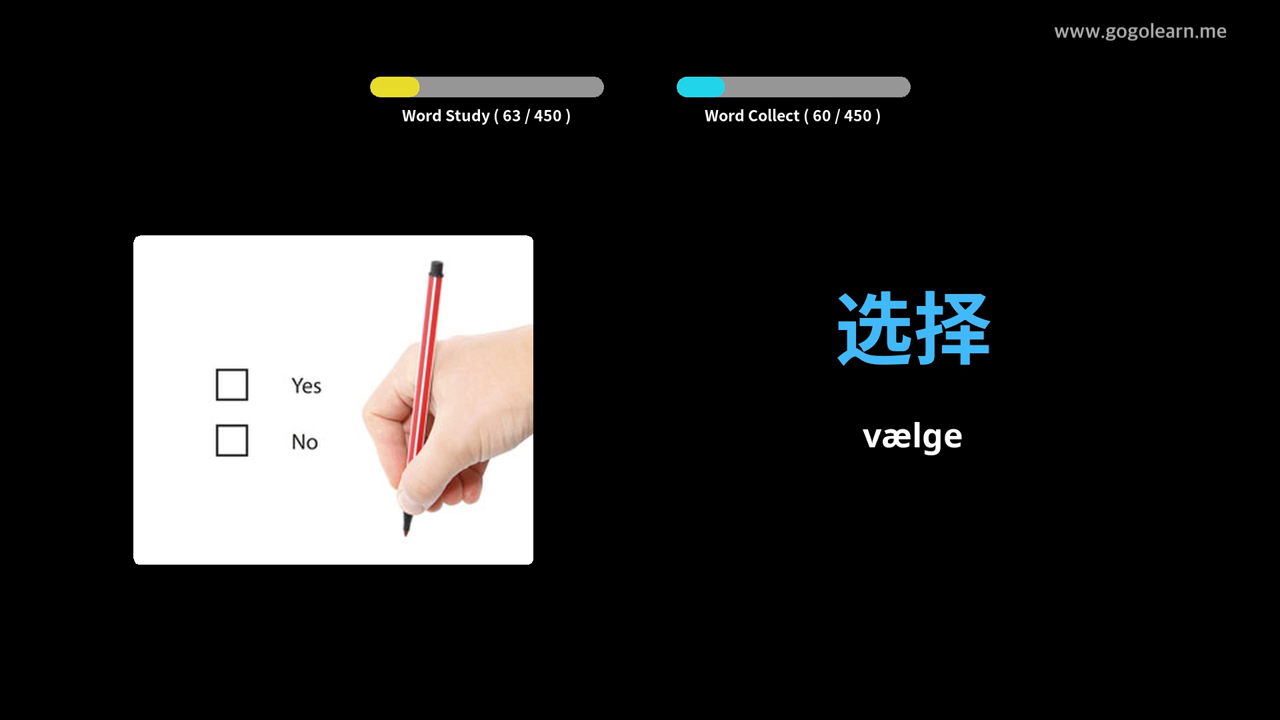 www.gogolearn.me
Word Study ( 63 / 450 )
Word Collect ( 60 / 450 )
Yes
No
选择
vælge